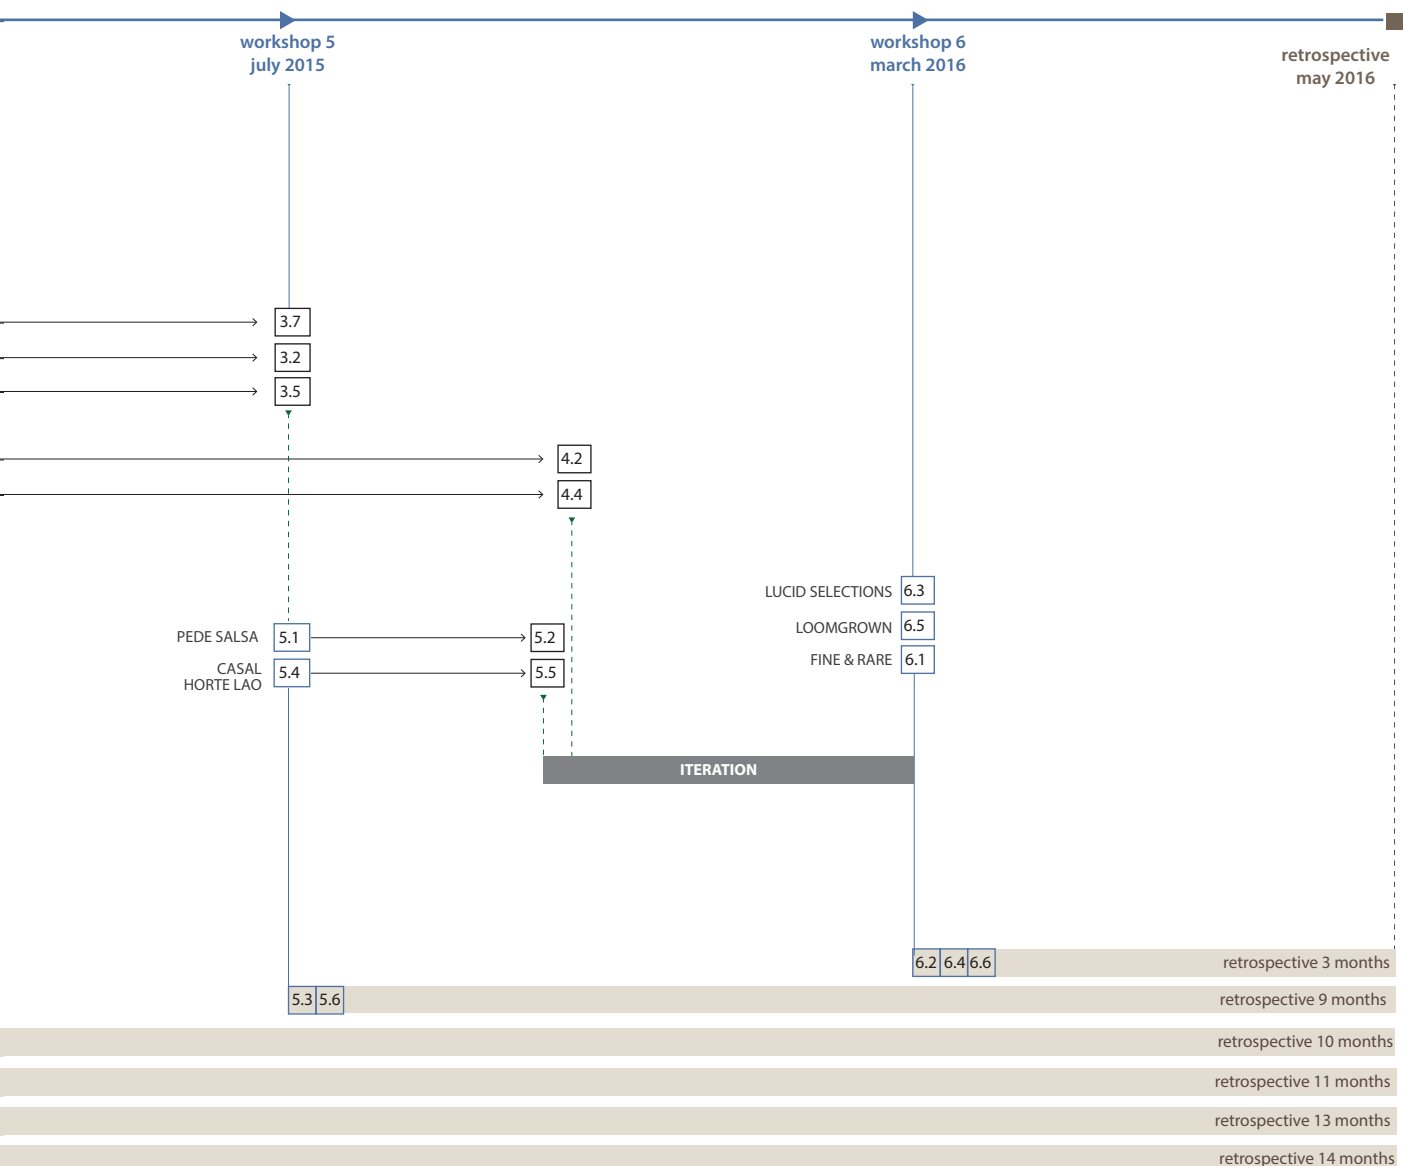 workshop 5
july 2015
workshop 6
march 2016
retrospective
may 2016
3.7
3.2
3.5
4.2
4.4
LUCID SELECTIONS 6.3
LOOMGROWN 6.5
FINE & RARE 6.1
PEDE SALSA 5.1 5.2
CASAL
HORTE LAO 5.4 5.5
ITERATION
6.2 6.4 6.6 retrospective 3 months
5.3 5.6 retrospective 9 months
retrospective 10 months
retrospective 11 months
retrospective 13 months
retrospective 14 months